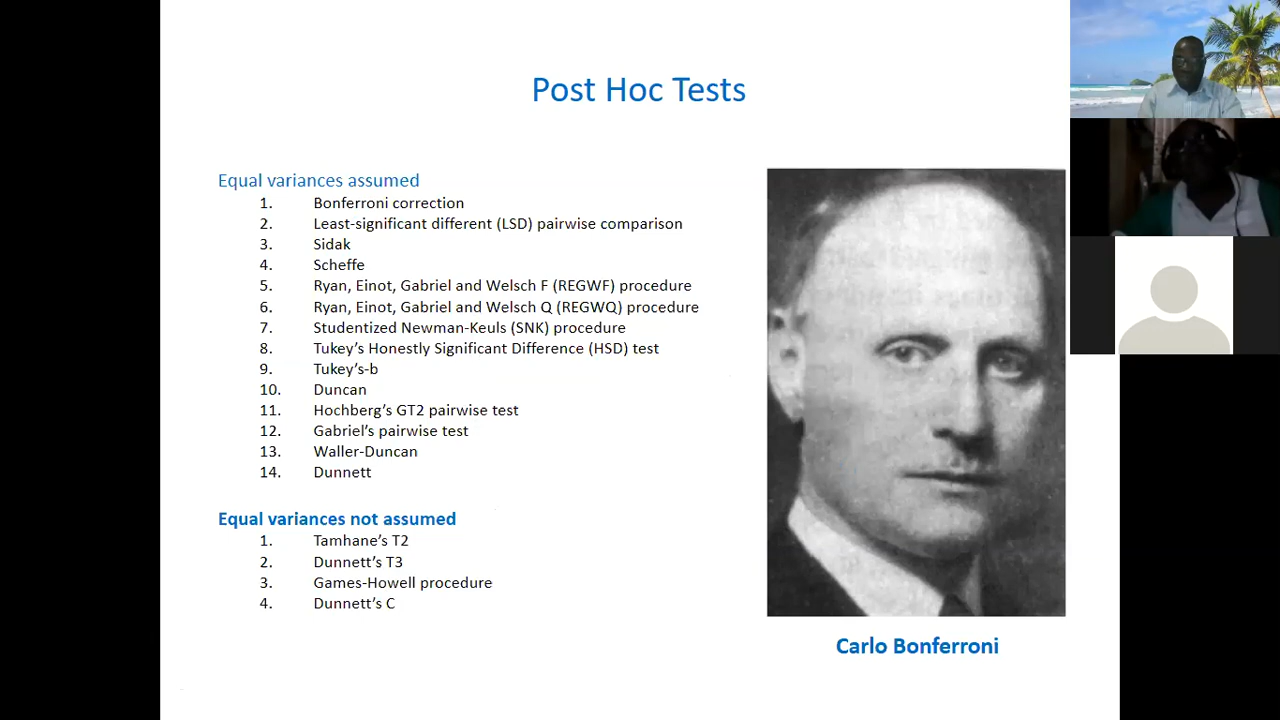 Post Hoc Tests
Equal variances assumed
1. Bonferroni correction
2. Least-significant different (LSD) pairwise comparison
3. Sidak
4. Scheffe
5. Ryan, Einot, Gabriel and Welsch F (REGWF) procedure
6. Ryan, Einot, Gabriel and Welsch Q (REGWQ) procedure
7. Studentized Newman-Keuls (SNK) procedure
8. Tukey’s Honestly Significant Difference (HSD) test
9. Tukey’s-b
10. Duncan
11. Hochberg’s GT2 pairwise test
12. Gabriel’s pairwise test
13. Waller-Duncan
14. Dunnett
Equal variances not assumed
1. Tamhane’s T2
2. Dunnett’s T3
3. Games-Howell procedure
4. Dunnett’s C
Carlo Bonferroni